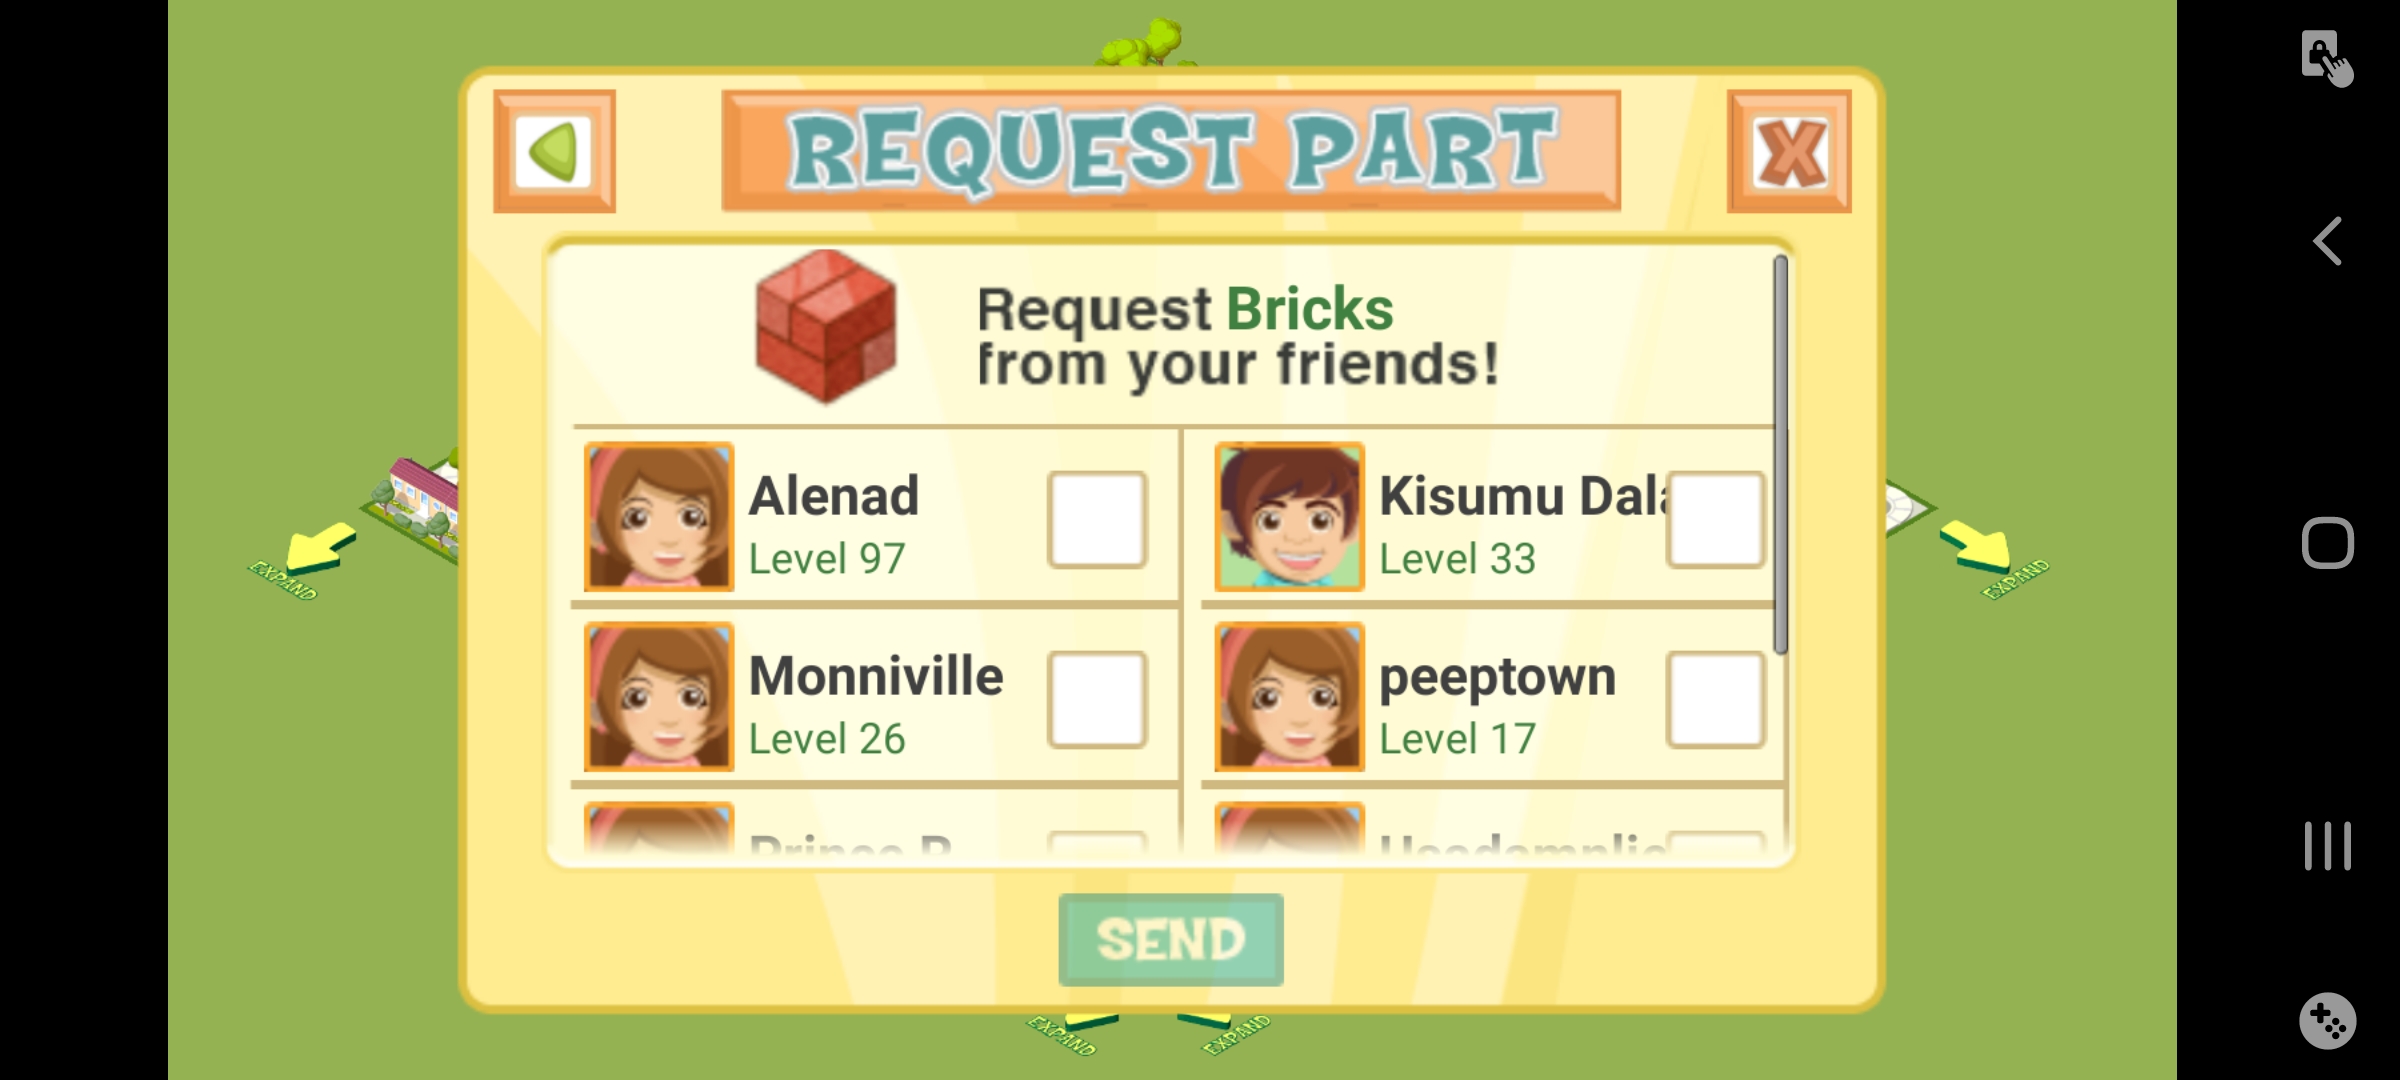 REQUEST PART
Request Bricks
from your friends!
Alenad
Level 97
Kisumu
Level 33
Monniville
Level 26
peeptown
Level 17
SEND
EXPAND
EXPAND
EXPAND
EXPAND